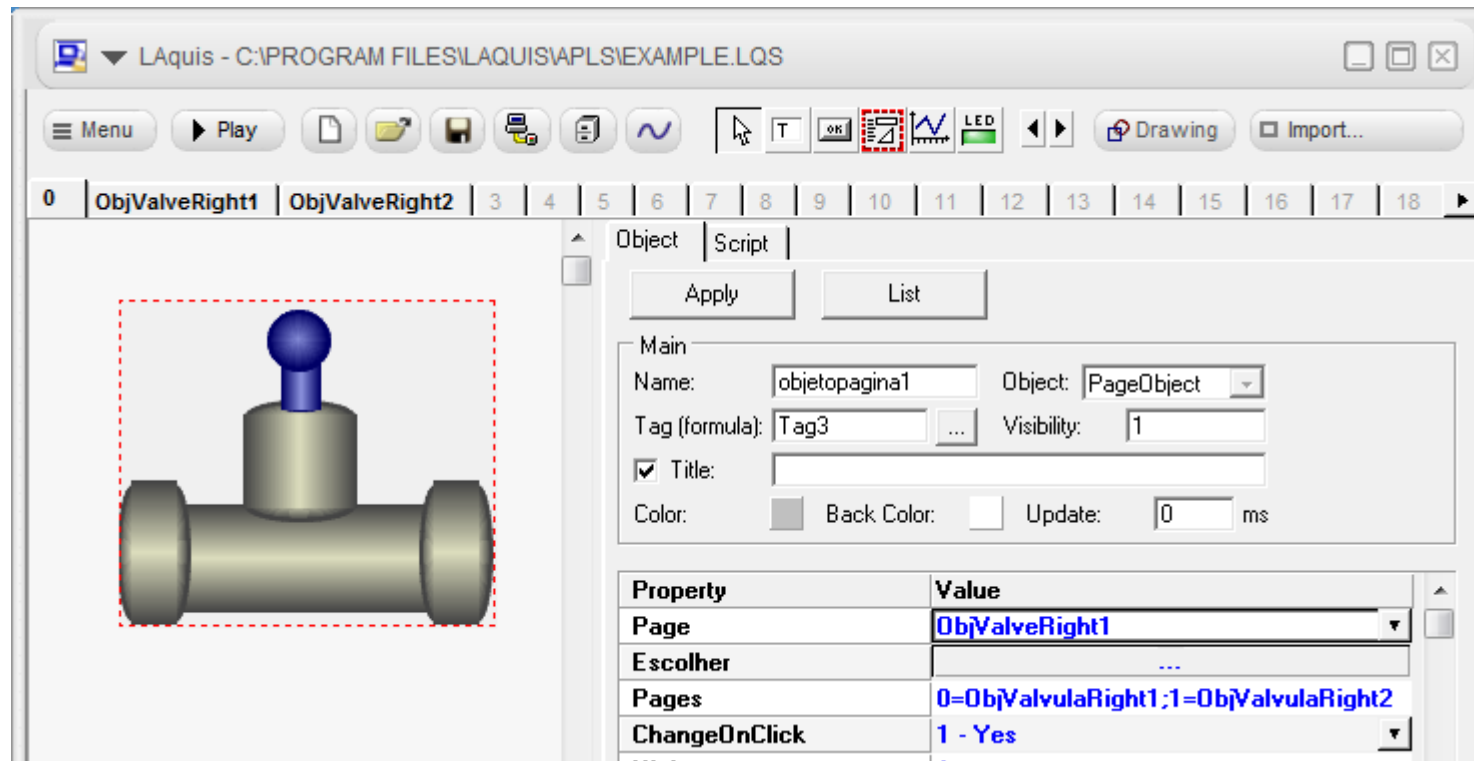 LAquis - C:\PROGRAM FILES\LAQUIS\APLS\EXAMPLE.LQS
Menu Play T OK LED Drawing Import...
0 ObjValveRight1 ObjValveRight2 3 4 5 6 7 8 9 10 11 12 13 14 15 16 17 18
Object Script
Apply List
Main
Name: objetopagina1 Object: PageObject
Tag (formula): Tag3 ... Visibility: 1
Title:
Color: Back Color: Update: 0 ms
Property Value
Page ObjValveRight1
Escolher ...
Pages 0=ObjValvulaRight1;1=ObjValvulaRight2
ChangeOnClick 1 - Yes